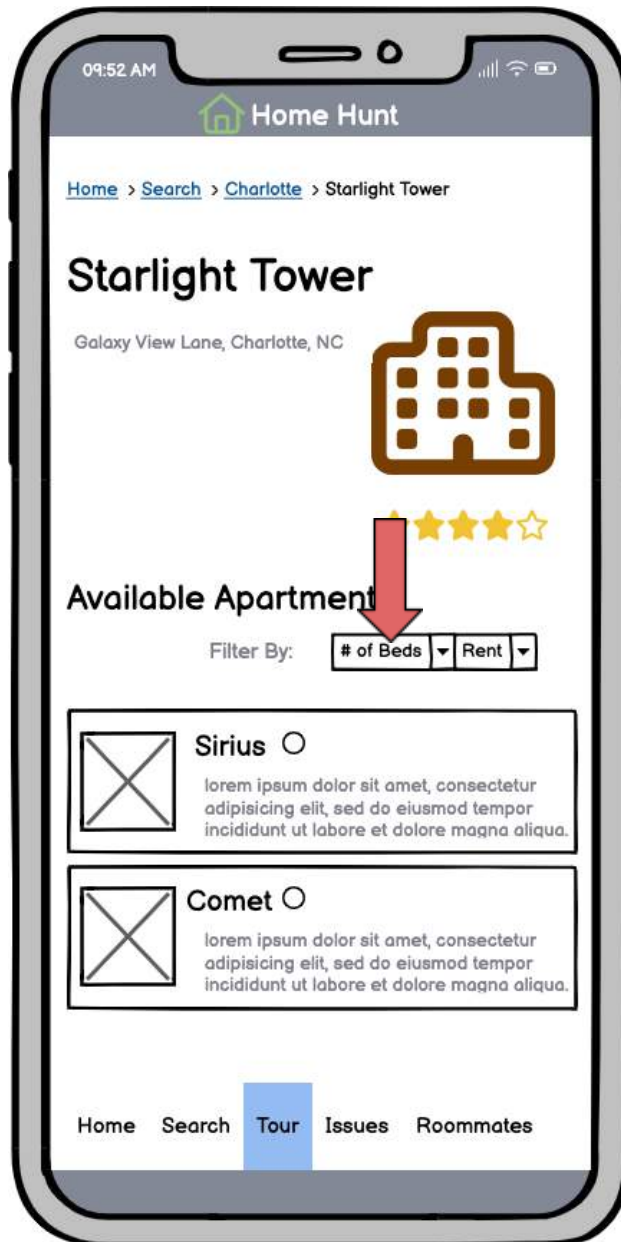 09:52 AM
Home Hunt
Home > Search > Charlotte > Starlight Tower
Starlight Tower
Galaxy View Lane, Charlotte, NC
Available Apartment
Filter By: # of Beds Rent
Sirius
lorem ipsum dolor sit amet, consectetur
adipisicing elit, sed do eiusmod tempor
incididunt ut labore et dolore magna aliqua.
Comet
lorem ipsum dolor sit amet, consectetur
adipisicing elit, sed do eiusmod tempor
incididunt ut labore et dolore magna aliqua.
Home Search Tour Issues Roommates